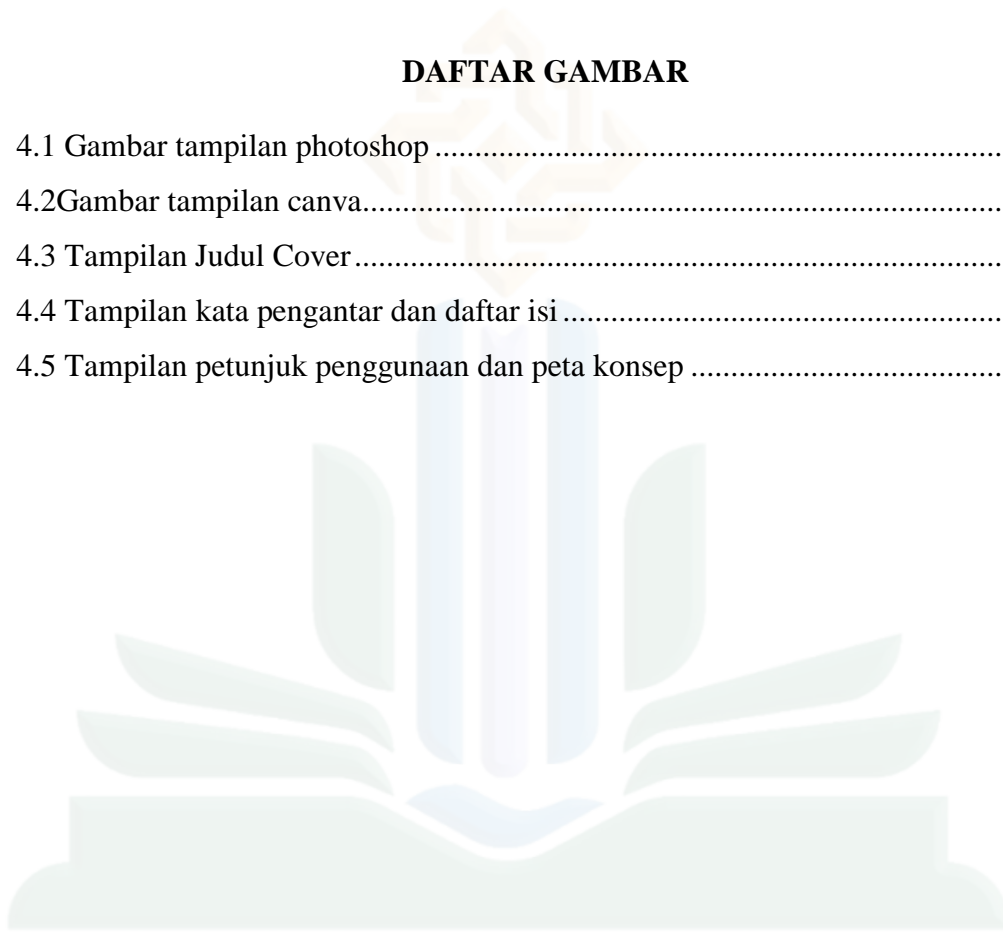 DAFTAR GAMBAR
4.1 Gambar tampilan photoshop .......................................................................
4.2Gambar tampilan canva................................................................................
4.3 Tampilan Judul Cover .................................................................................
4.4 Tampilan kata pengantar dan daftar isi .......................................................
4.5 Tampilan petunjuk penggunaan dan peta konsep .......................................